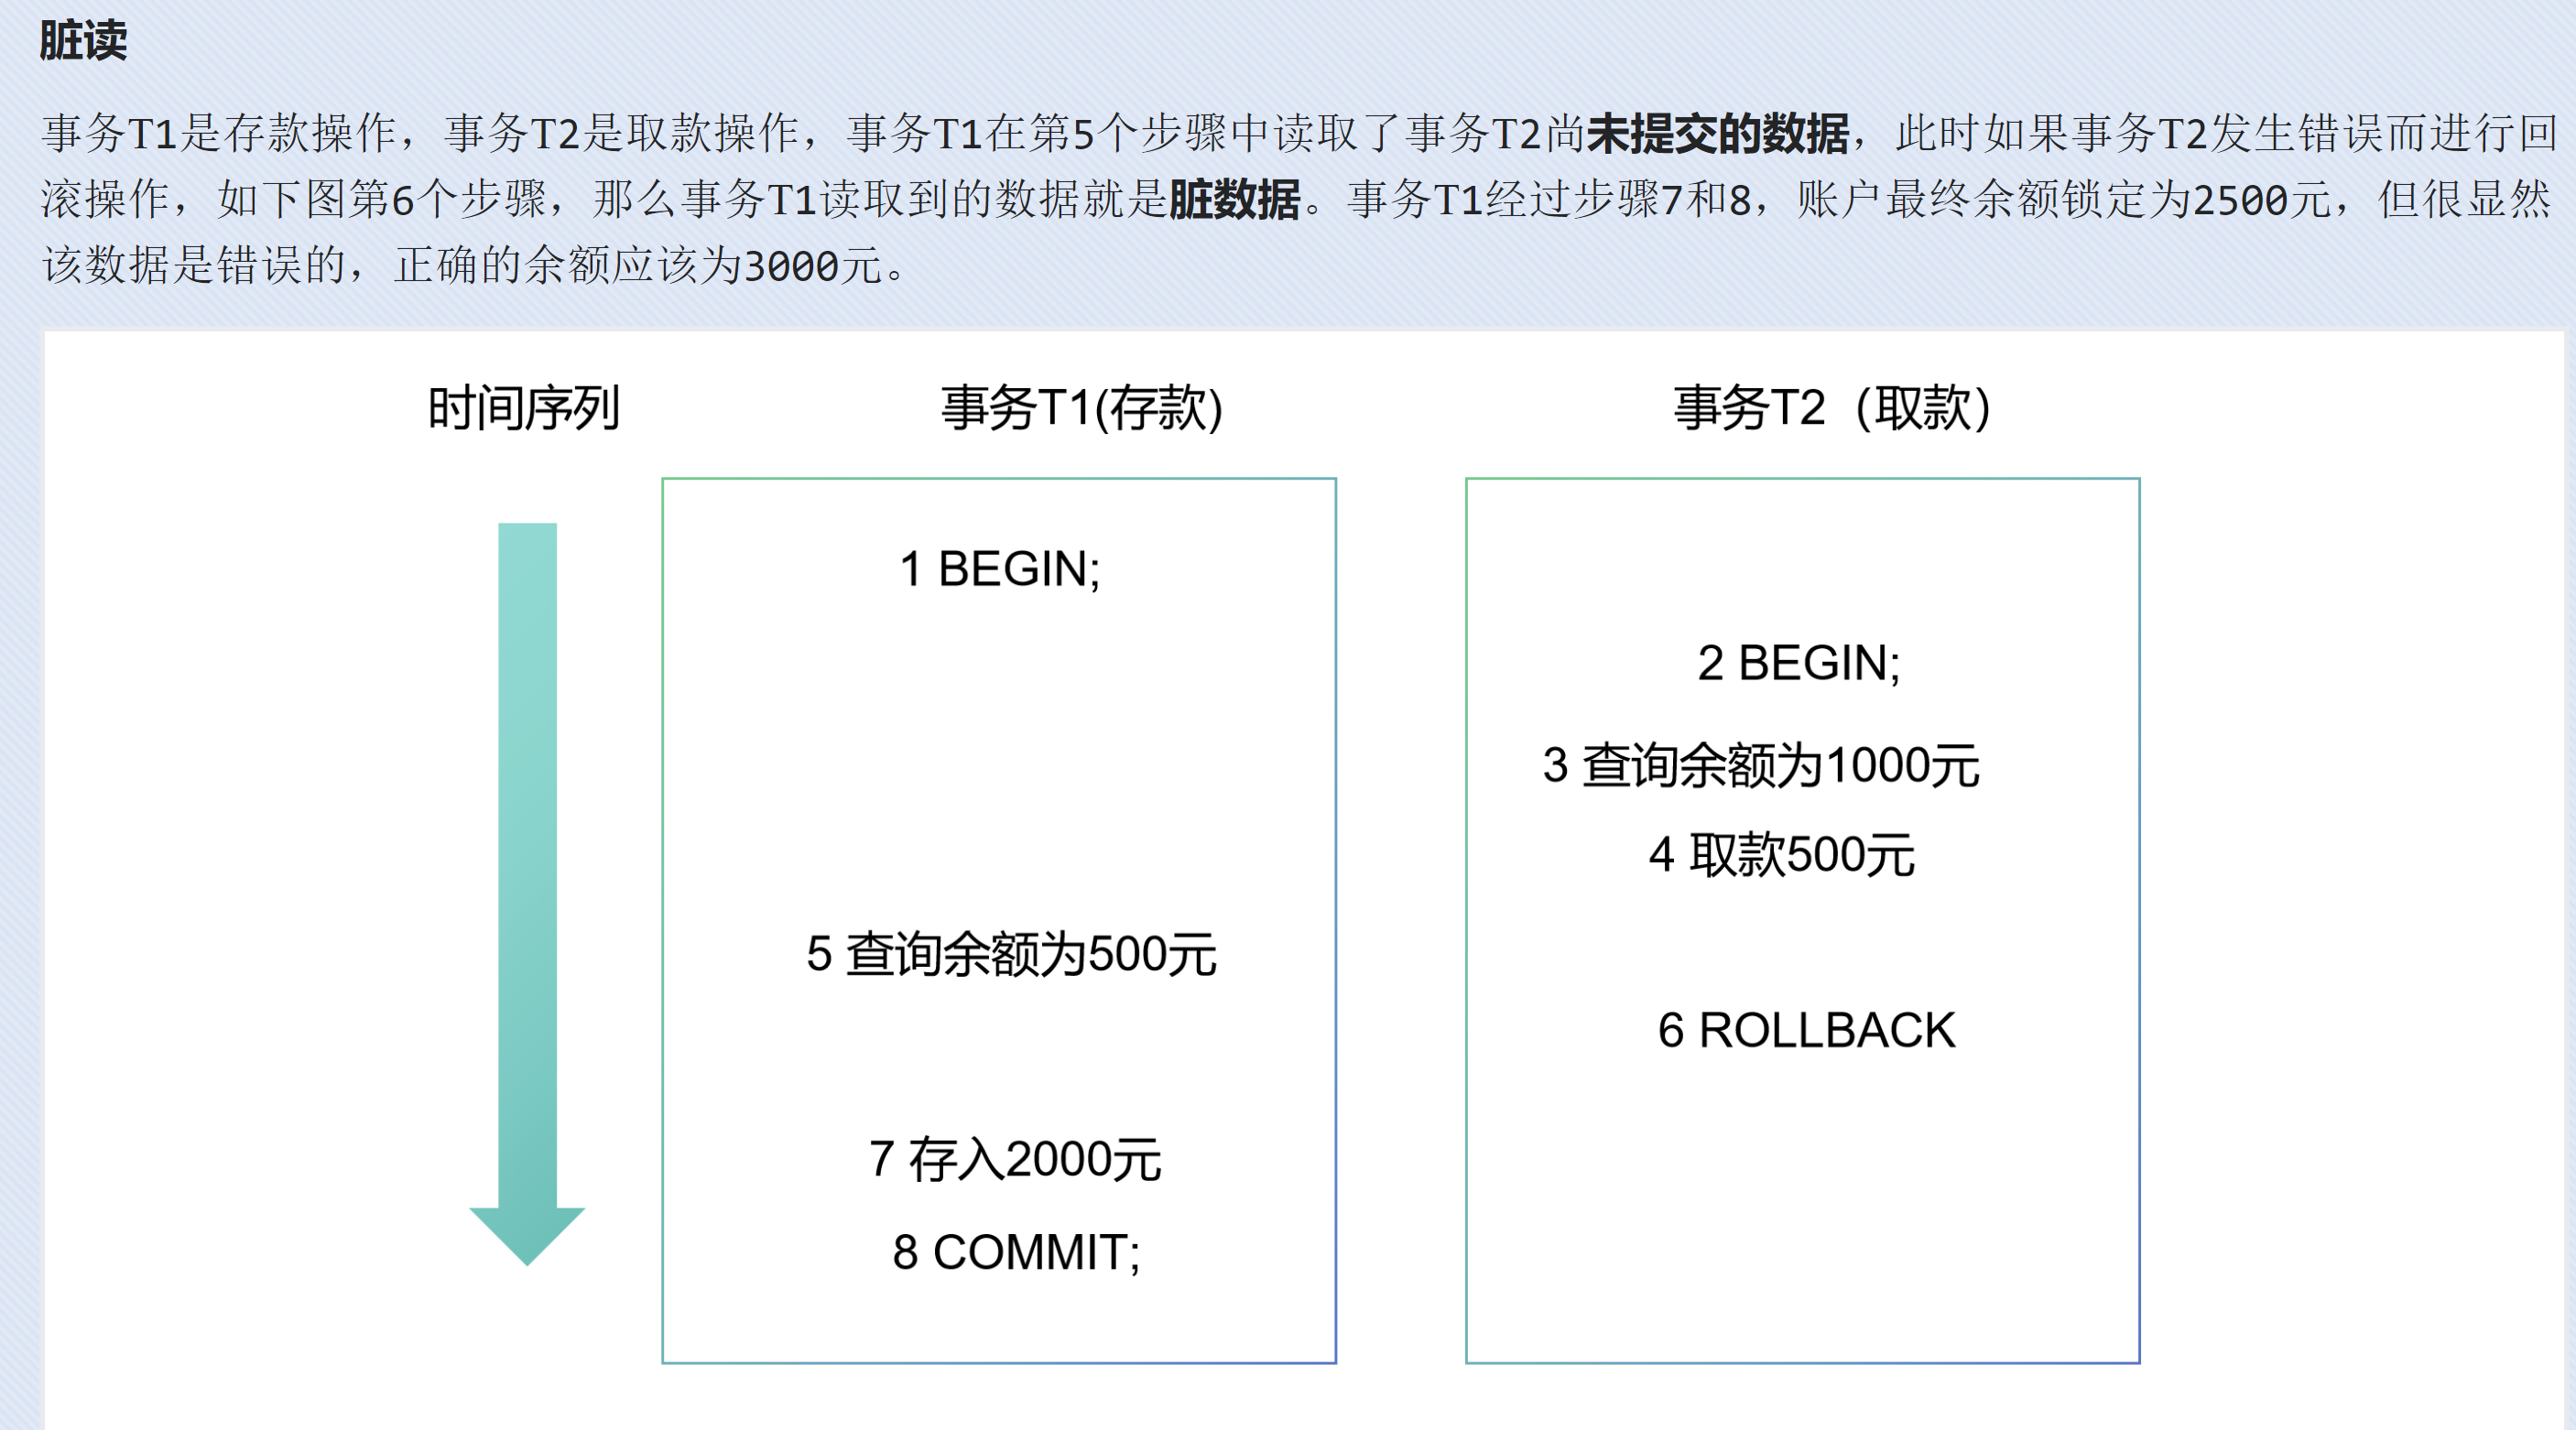 脏读
事务T1是存款操作，事务T2是取款操作，事务T1在第5个步骤中读取了事务T2尚未提交的数据，此时如果事务T2发生错误而进行回
滚操作，如下图第6个步骤，那么事务T1读取到的数据就是脏数据。事务T1经过步骤7和8，账户最终余额锁定为2500元，但很显然
该数据是错误的，正确的余额应该为3000元。
时间序列 事务T1(存款) 事务T2（取款）
1 BEGIN;
2 BEGIN;
3 查询余额为1000元
4 取款500元
5 查询余额为500元
6 ROLLBACK
7 存入2000元
8 COMMIT;